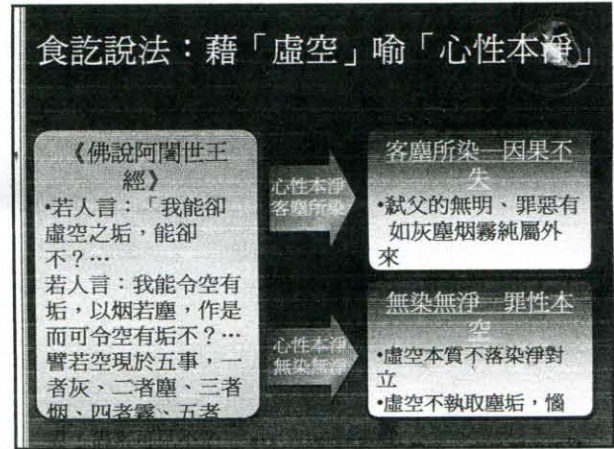 食訖說法：藉「虛空」喻「心性本淨」
《佛說阿闍世王
經》
•若人言：「我能卻
虛空之垢，能卻
不？…
若人言：我能令空有
垢，以烟若塵，作是
而可令空有垢不？…
譬若空現於五事，一
者灰、二者塵、三者
烟、四者霧、五者
心性本淨
客塵所染
客塵所染—因果不
失
•弒父的無明、罪惡有
如灰塵烟霧純屬外
來
心性本淨
無染無淨
無染無淨—罪性本
空
•虛空本質不落染淨對
立
•虛空不執取塵垢，惱